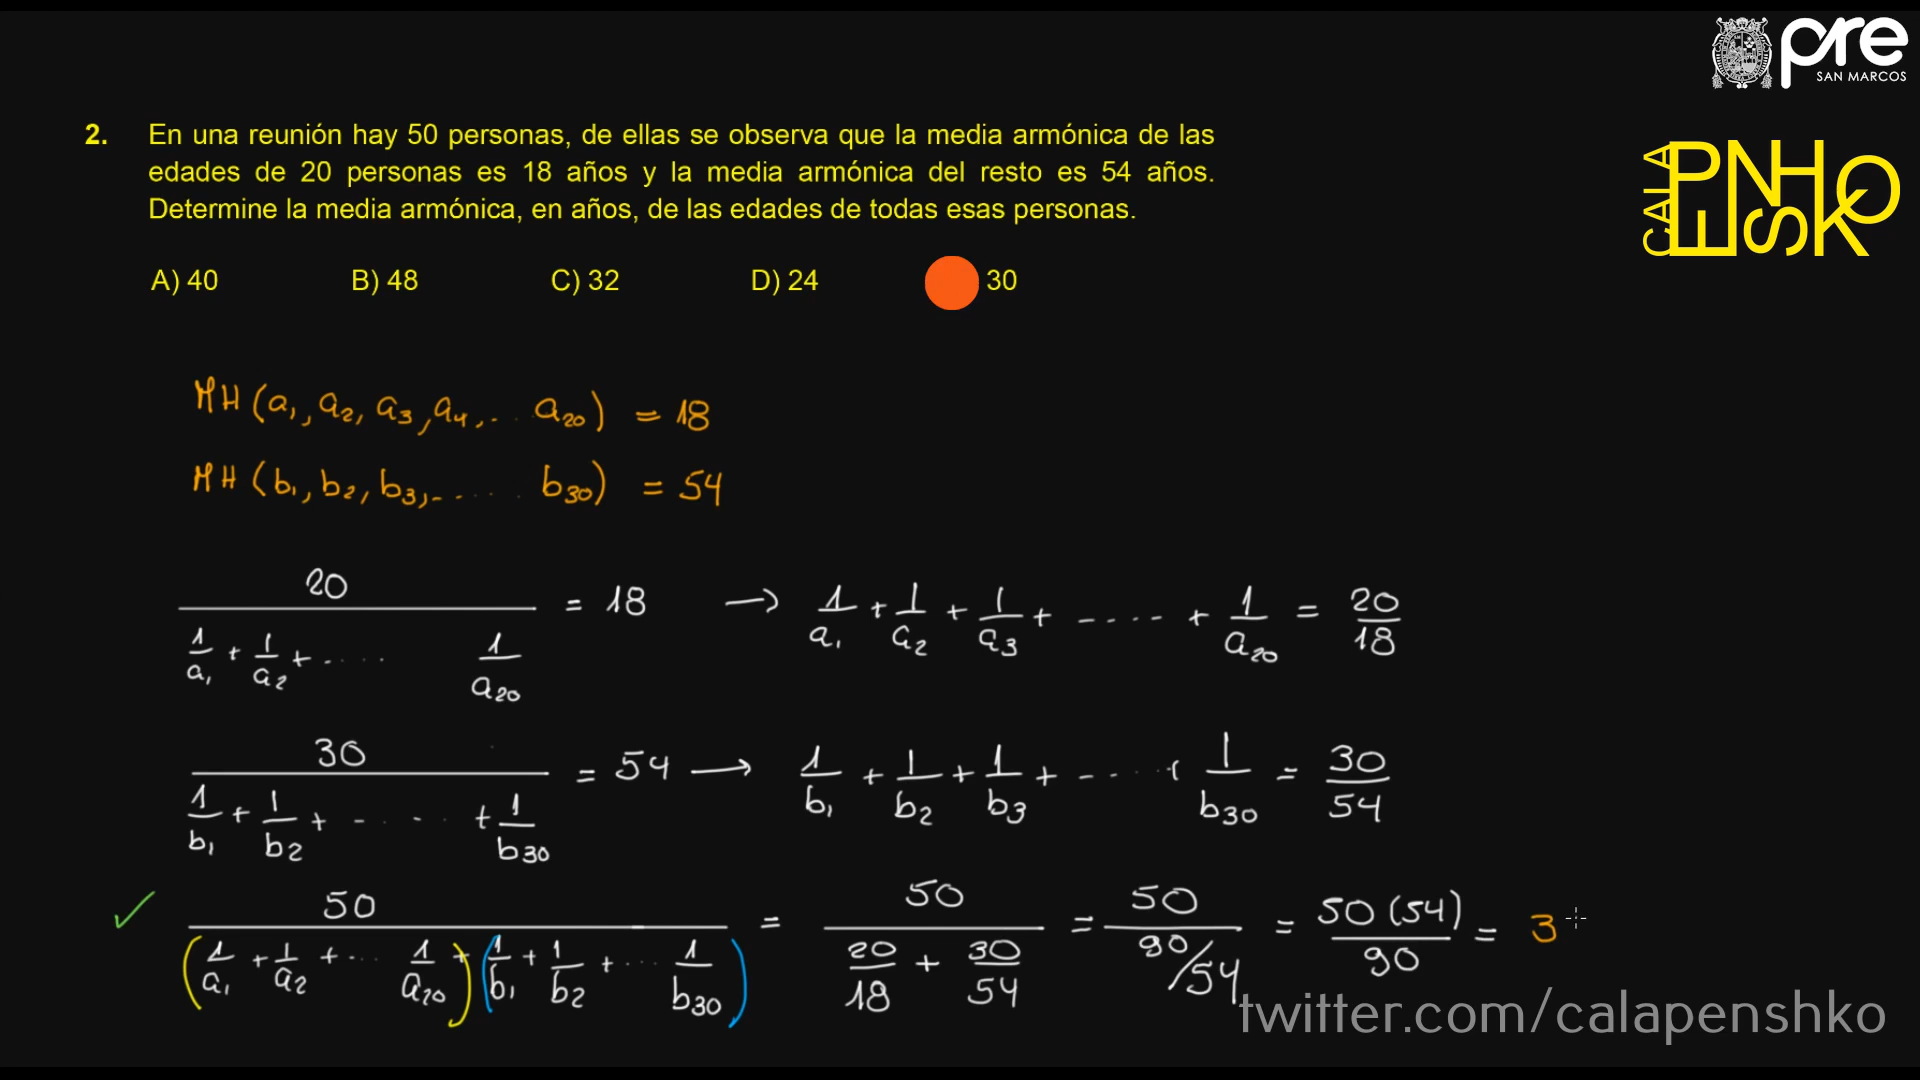 pre
SAN MARCOS
CALA
PENHSKO
2. En una reunión hay 50 personas, de ellas se observa que la media armónica de las
edades de 20 personas es 18 años y la media armónica del resto es 54 años.
Determine la media armónica, en años, de las edades de todas esas personas.
A) 40 B) 48 C) 32 D) 24 30
MH (a₁, a₂, a₃, a₄, ... a₂₀) = 18
MH (b₁, b₂, b₃, ..... b₃₀) = 54
20 / (1/a₁ + 1/a₂ + ..... 1/a₂₀) = 18 → 1/a₁ + 1/a₂ + 1/a₃ + ..... + 1/a₂₀ = 20/18
30 / (1/b₁ + 1/b₂ + ..... + 1/b₃₀) = 54 → 1/b₁ + 1/b₂ + 1/b₃ + ..... + 1/b₃₀ = 30/54
✓ 50 / ((1/a₁ + 1/a₂ + ... 1/a₂₀) + (1/b₁ + 1/b₂ + ... 1/b₃₀)) = 50 / (20/18 + 30/54) = 50 / (90/54) = 50 (54) / 90 = 3
twitter.com/calapenshko